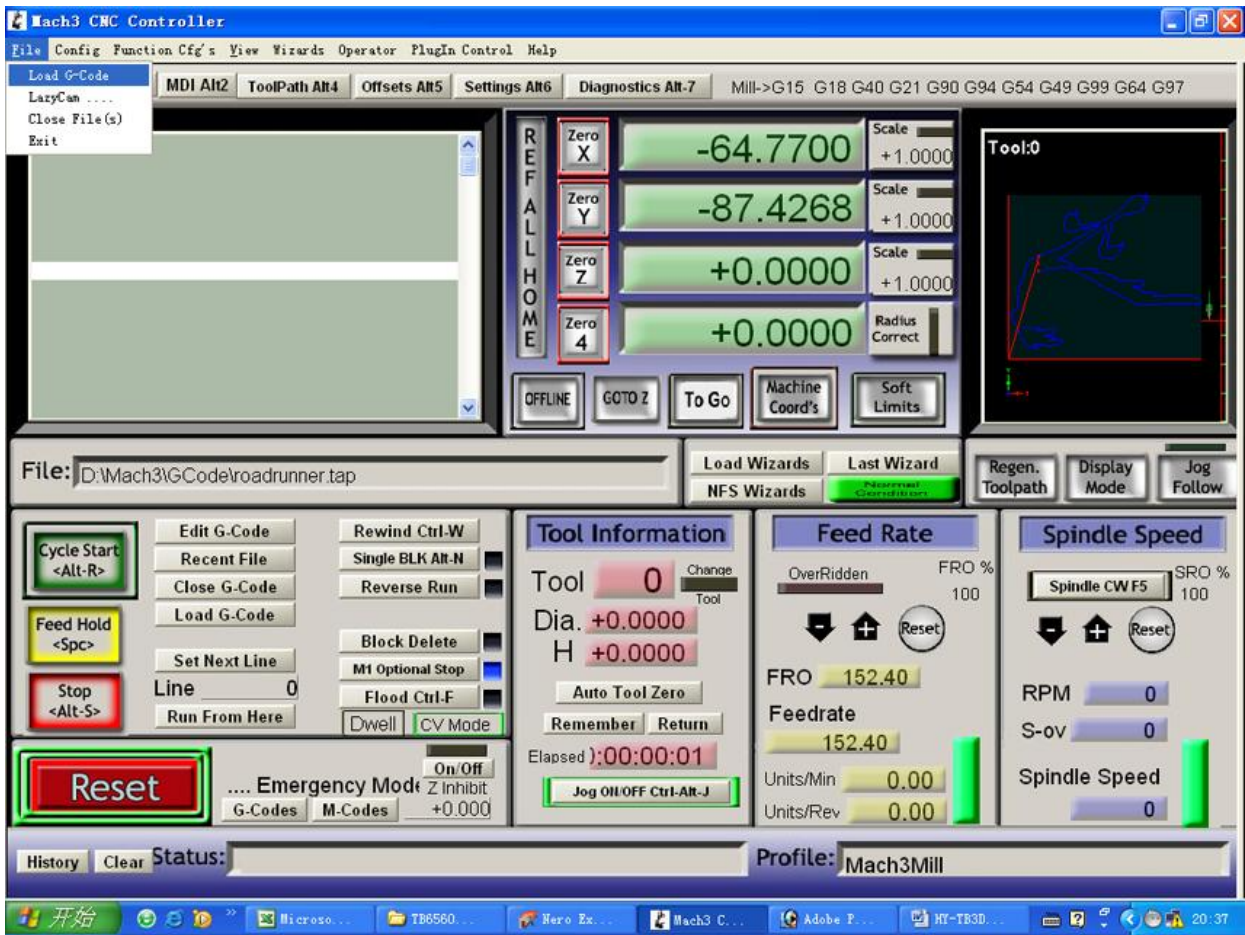 Mach3 CNC Controller
File Config Function Cfg's View Wizards Operator PlugIn Control Help
Load G-Code
LazyCam ....
Close File(s)
Exit
MDI Alt2 ToolPath Alt4 Offsets Alt5 Settings Alt6 Diagnostics Alt-7 Mill->G15 G18 G40 G21 G90 G94 G54 G49 G99 G64 G97
REF ALL HOME
Zero X -64.7700 Scale +1.0000
Zero Y -87.4268 Scale +1.0000
Zero Z +0.0000 Scale +1.0000
Zero 4 +0.0000 Radius Correct
OFFLINE GOTO Z To Go Machine Coord's Soft Limits
Tool:0
File: D:\Mach3\GCode\roadrunner.tap
Load Wizards Last Wizard
NFS Wizards Normal Condition
Regen. Toolpath Display Mode Jog Follow
Cycle Start <Alt-R>
Feed Hold <Spc>
Stop <Alt-S>
Edit G-Code
Recent File
Close G-Code
Load G-Code
Set Next Line
Line 0
Run From Here
Rewind Ctrl-W
Single BLK Alt-N
Reverse Run
Block Delete
M1 Optional Stop
Flood Ctrl-F
Dwell CV Mode
Reset
.... Emergency Mode
On/Off
Z Inhibit
+0.000
G-Codes M-Codes
Tool Information
Tool 0 Change Tool
Dia. +0.0000
H +0.0000
Auto Tool Zero
Remember Return
Elapsed ):00:00:01
Jog ON/OFF Ctrl-Alt-J
Feed Rate
OverRidden FRO % 100
Reset
FRO 152.40
Feedrate
152.40
Units/Min 0.00
Units/Rev 0.00
Spindle Speed
Spindle CW F5 SRO % 100
Reset
RPM 0
S-ov 0
Spindle Speed
0
History Clear Status:
Profile: Mach3Mill
开始 Microso... TB6560... Nero Ex... Mach3 C... Adobe P... HY-TB3D... 20:37